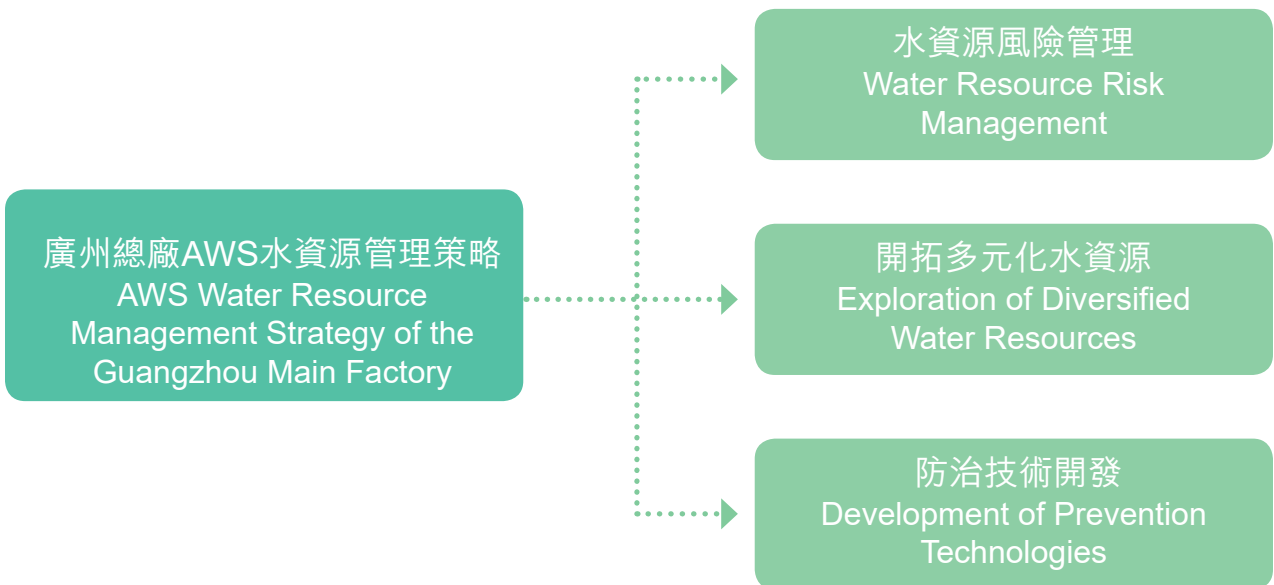 廣州總廠AWS水資源管理策略
AWS Water Resource
Management Strategy of the
Guangzhou Main Factory
水資源風險管理
Water Resource Risk
Management
開拓多元化水資源
Exploration of Diversified
Water Resources
防治技術開發
Development of Prevention
Technologies